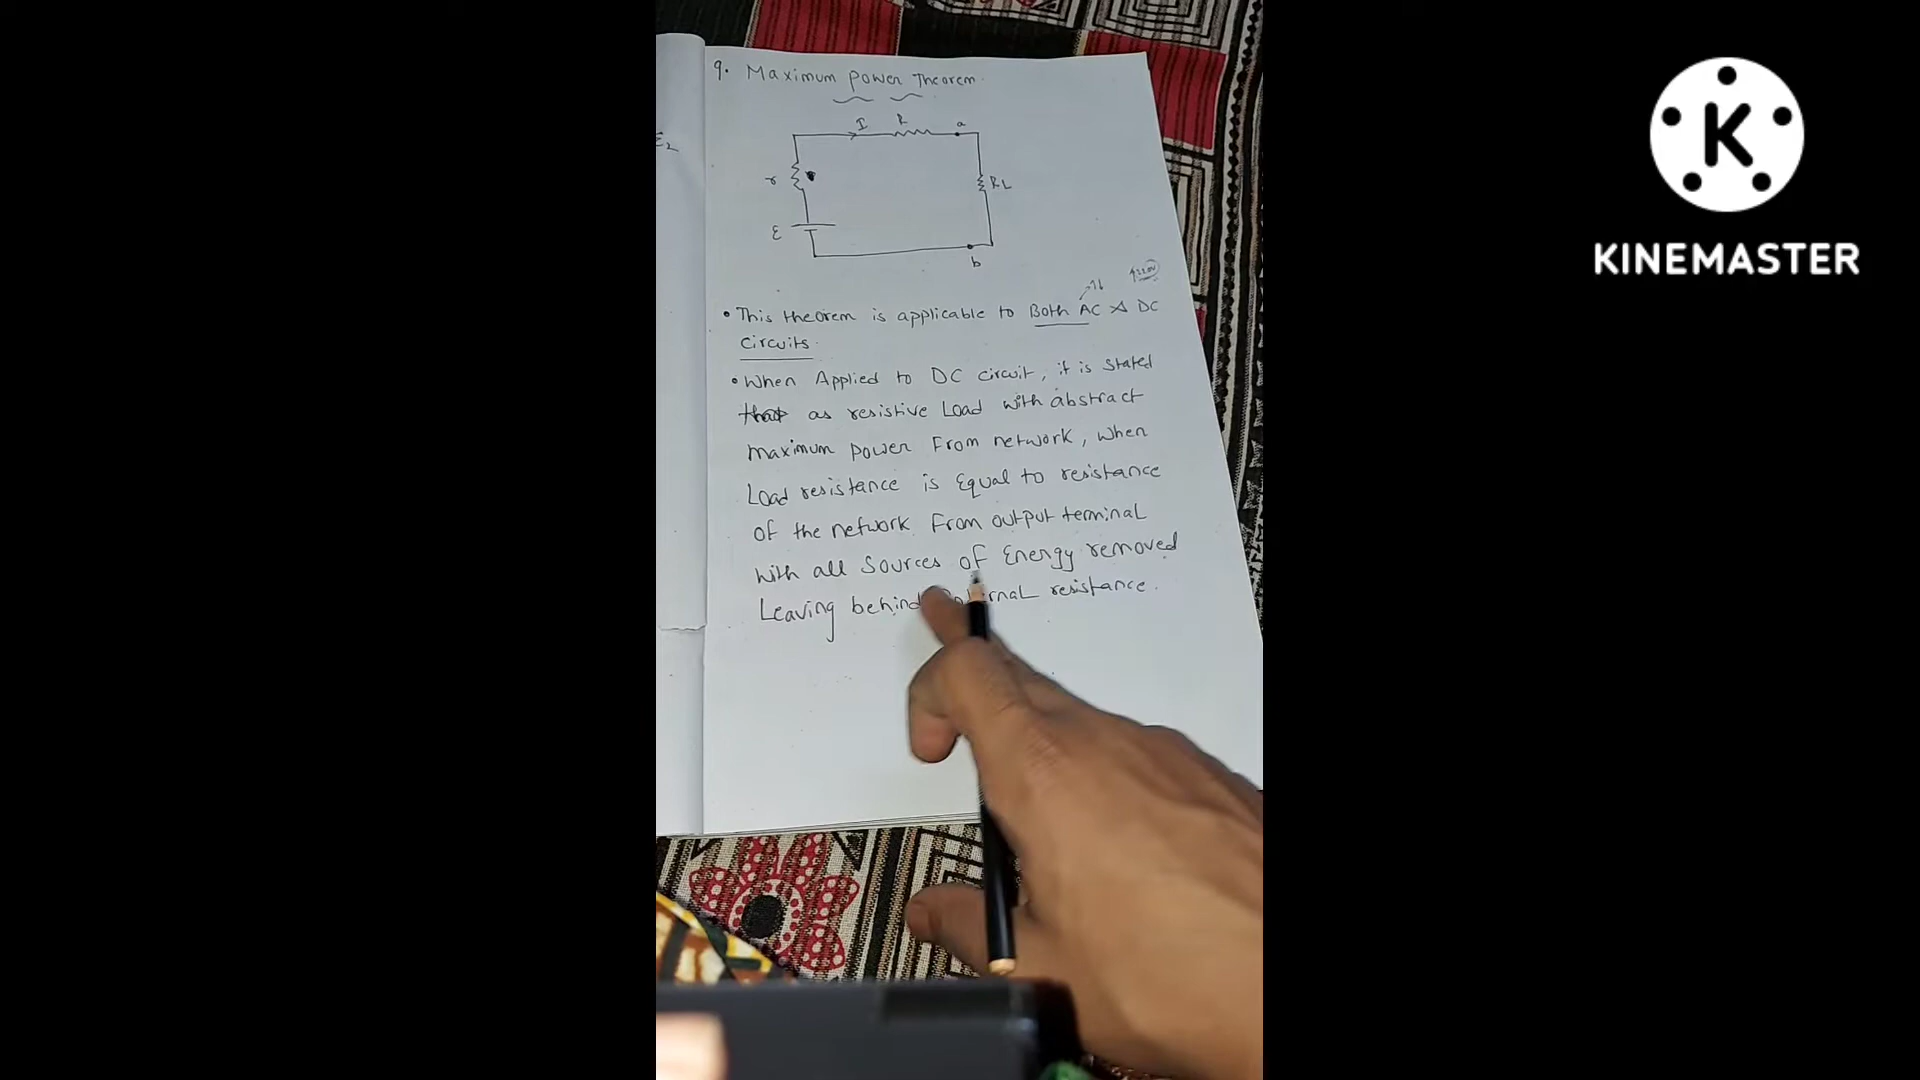 9. Maximum power Theorem.
I R a
E2
r
RL
E
b
220V
• This theorem is applicable to Both AC & DC
circuits.
• When Applied to DC circuit, it is stated
that as resistive Load with abstract
maximum power From network, when
Load resistance is Equal to resistance
of the network From output terminal
with all Sources of Energy removed
Leaving behind resistance.
K
KINEMASTER